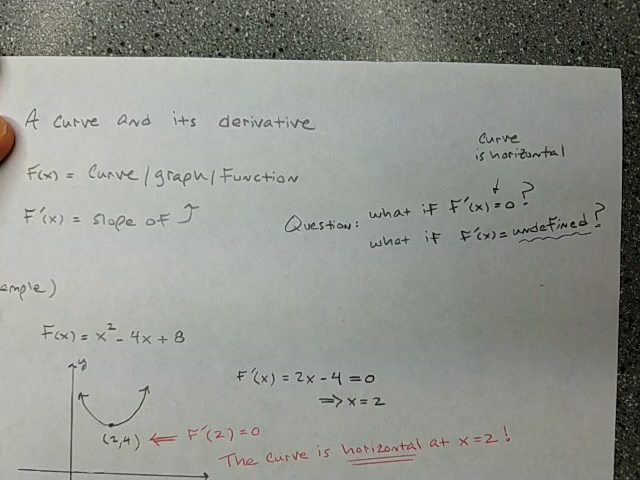 A curve and its derivative
F(x) = Curve/graph/Function
F'(x) = Slope of ↑
curve
is horizontal
↓
Question: what if F'(x)=0?
what if F'(x)= undefined?
ample)
F(x) = x² - 4x + 8
y
F'(x) = 2x - 4 = 0
⇒ x = 2
(2,4) ⇐ F'(2) = 0
The curve is horizontal at x=2!